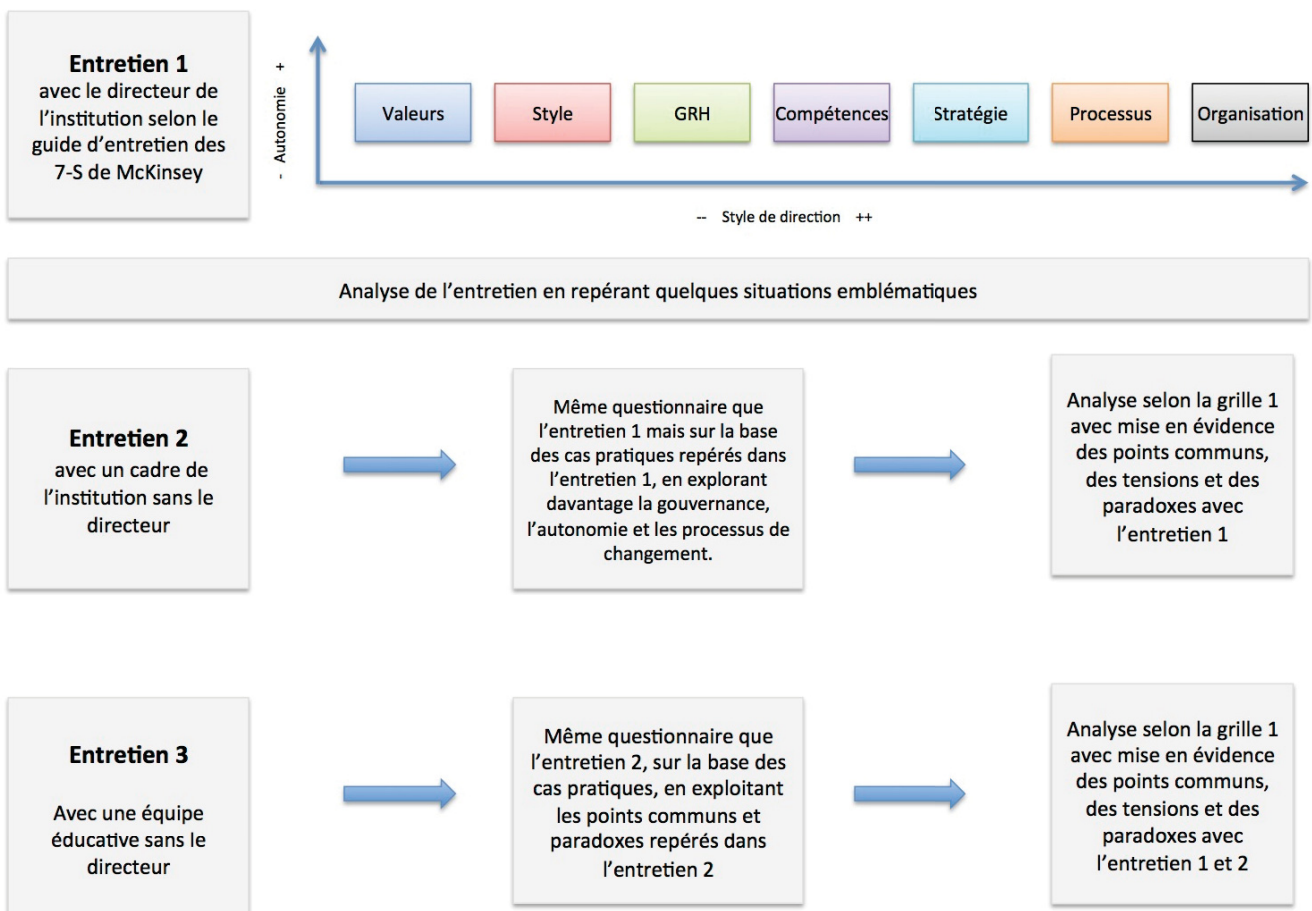 Entretien 1
avec le directeur de
l'institution selon le
guide d'entretien des
7-S de McKinsey
- Autonomie +
Valeurs
Style
GRH
Compétences
Stratégie
Processus
Organisation
-- Style de direction ++
Analyse de l'entretien en repérant quelques situations emblématiques
Entretien 2
avec un cadre de
l'institution sans le
directeur
Même questionnaire que
l'entretien 1 mais sur la base
des cas pratiques repérés dans
l'entretien 1, en explorant
davantage la gouvernance,
l'autonomie et les processus de
changement.
Analyse selon la grille 1
avec mise en évidence
des points communs,
des tensions et des
paradoxes avec
l'entretien 1
Entretien 3
Avec une équipe
éducative sans le
directeur
Même questionnaire que
l'entretien 2, sur la base des
cas pratiques, en exploitant
les points communs et
paradoxes repérés dans
l'entretien 2
Analyse selon la grille 1
avec mise en évidence
des points communs,
des tensions et des
paradoxes avec
l'entretien 1 et 2